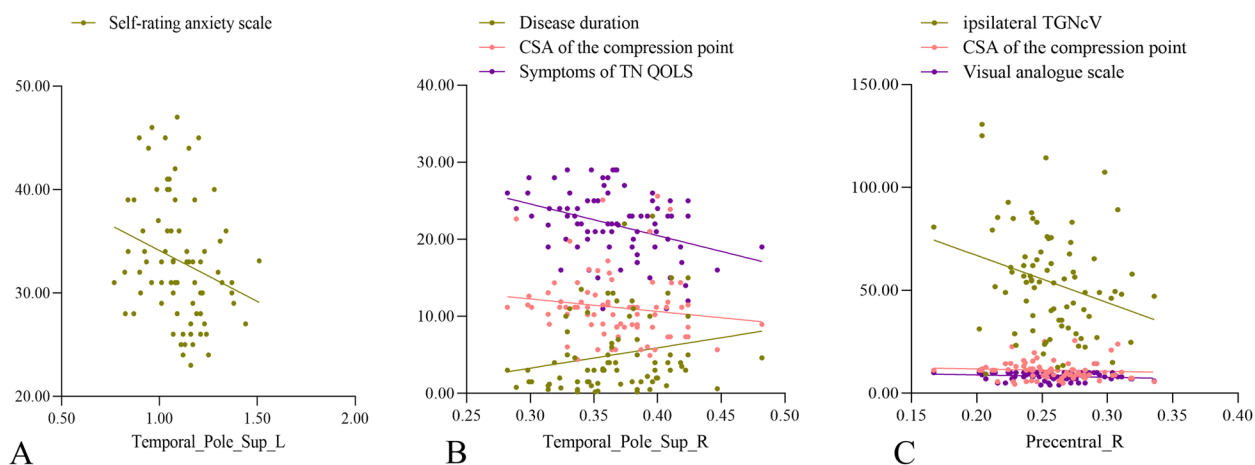 Self-rating anxiety scale
50.00
40.00
30.00
20.00
0.50
1.00
1.50
2.00
Temporal_Pole_Sup_L
A
Disease duration
CSA of the compression point
Symptoms of TN QOLS
40.00
30.00
20.00
10.00
0.00
0.25
0.30
0.35
0.40
0.45
0.50
Temporal_Pole_Sup_R
B
ipsilateral TGNcV
CSA of the compression point
Visual analogue scale
150.00
100.00
50.00
0.00
0.15
0.20
0.25
0.30
0.35
0.40
Precentral_R
C